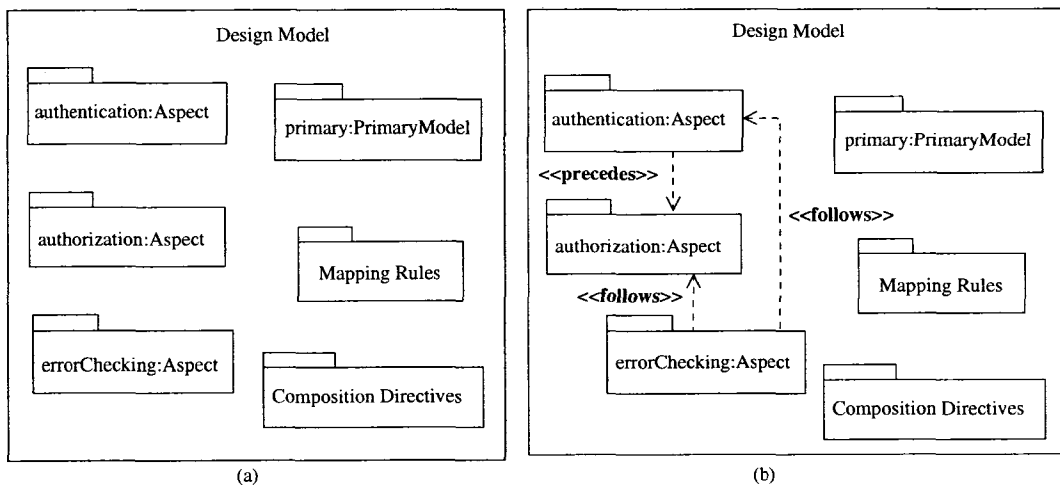 Design Model
authentication:Aspect
primary:PrimaryModel
authorization:Aspect
Mapping Rules
errorChecking:Aspect
Composition Directives
(a)
Design Model
authentication:Aspect
primary:PrimaryModel
<<precedes>>
<<follows>>
authorization:Aspect
Mapping Rules
<<follows>>
errorChecking:Aspect
Composition Directives
(b)